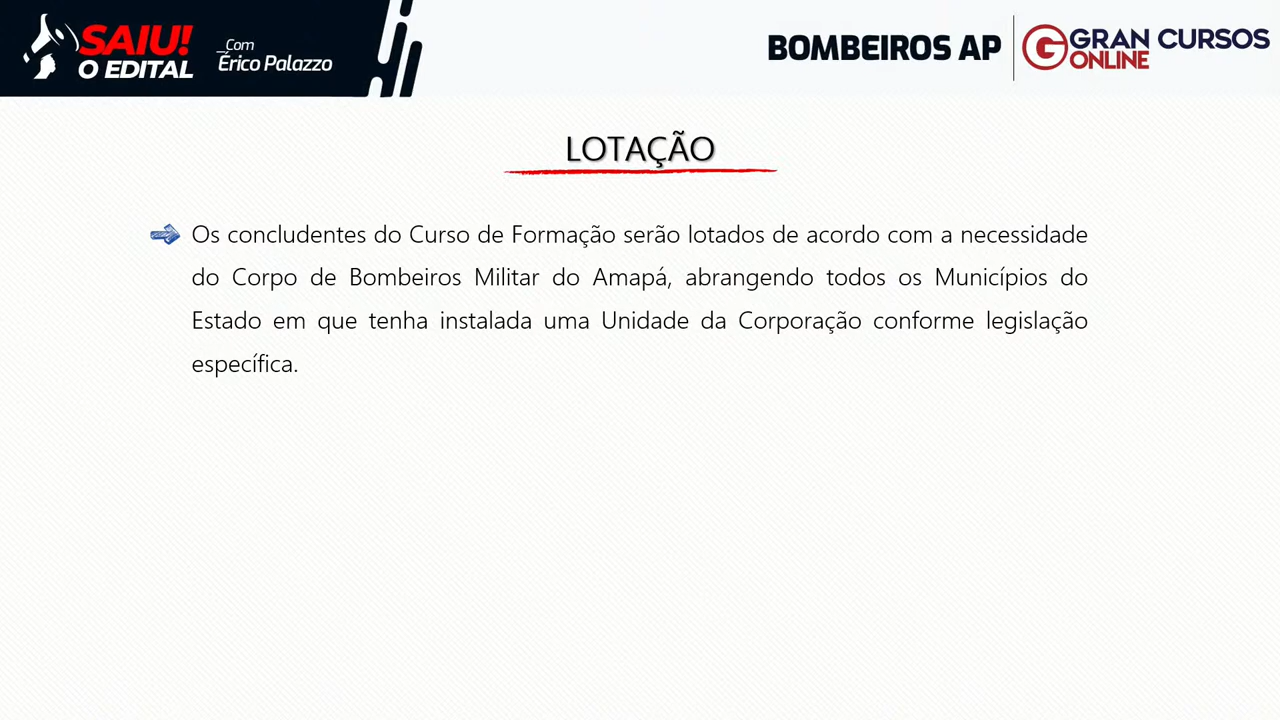 SAIU!
O EDITAL
_Com
Érico Palazzo
BOMBEIROS AP
GRAN CURSOS
ONLINE
LOTAÇÃO
Os concludentes do Curso de Formação serão lotados de acordo com a necessidade
do Corpo de Bombeiros Militar do Amapá, abrangendo todos os Municípios do
Estado em que tenha instalada uma Unidade da Corporação conforme legislação
específica.